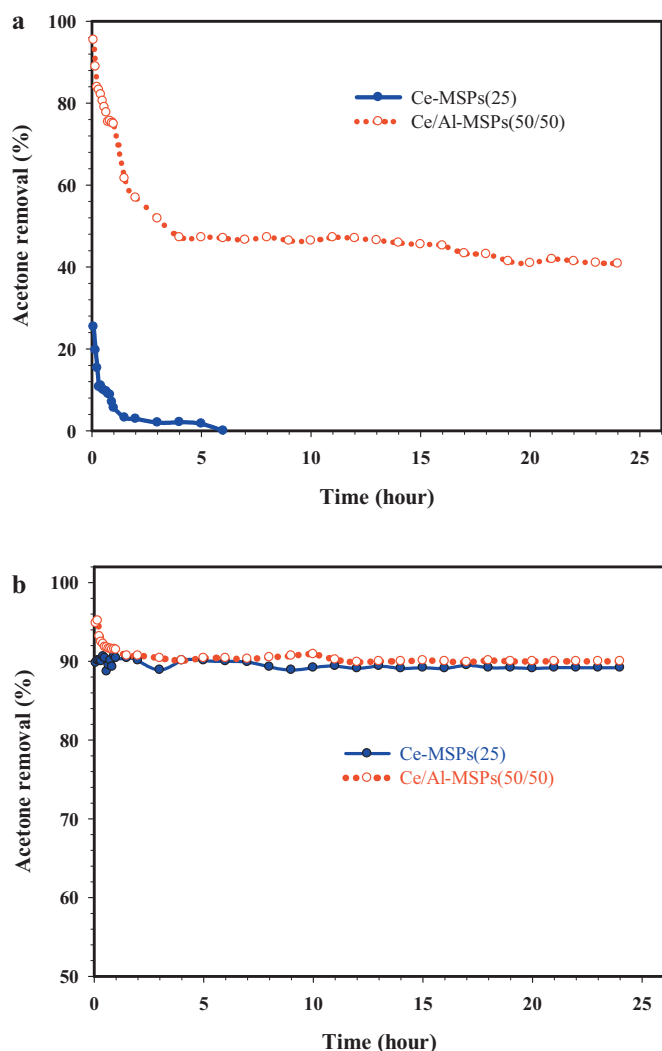 a
100
80
60
40
20
0
Acetone removal (%)
Ce-MSPs(25)
Ce/Al-MSPs(50/50)
0 5 10 15 20 25
Time (hour)
b
100
90
80
70
60
50
Acetone removal (%)
Ce-MSPs(25)
Ce/Al-MSPs(50/50)
0 5 10 15 20 25
Time (hour)